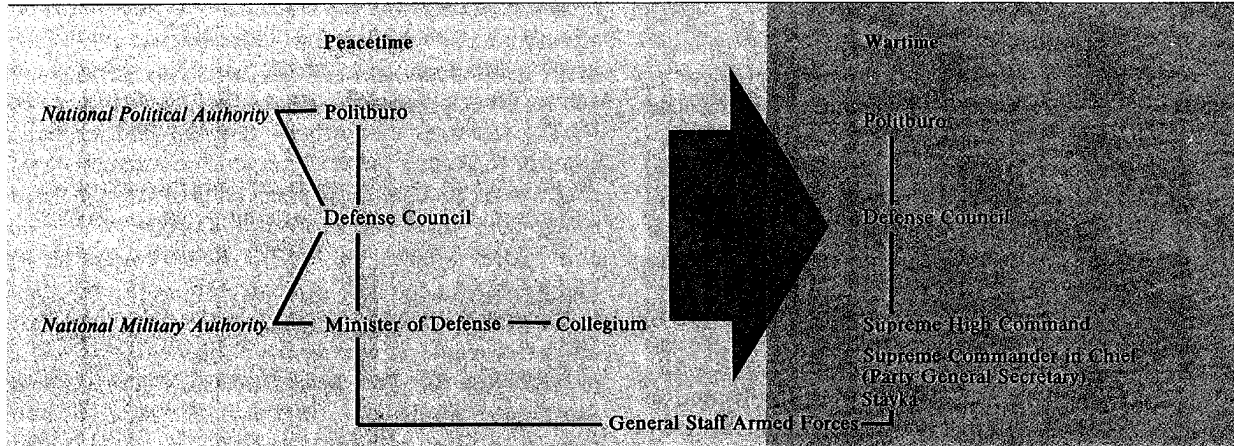 Peacetime
National Political Authority
Politburo
Defense Council
National Military Authority
Minister of Defense
Collegium
General Staff Armed Forces
Wartime
Politburo
Defense Council
Supreme High Command
Supreme Commander in Chief
(Party General Secretary)
Stavka